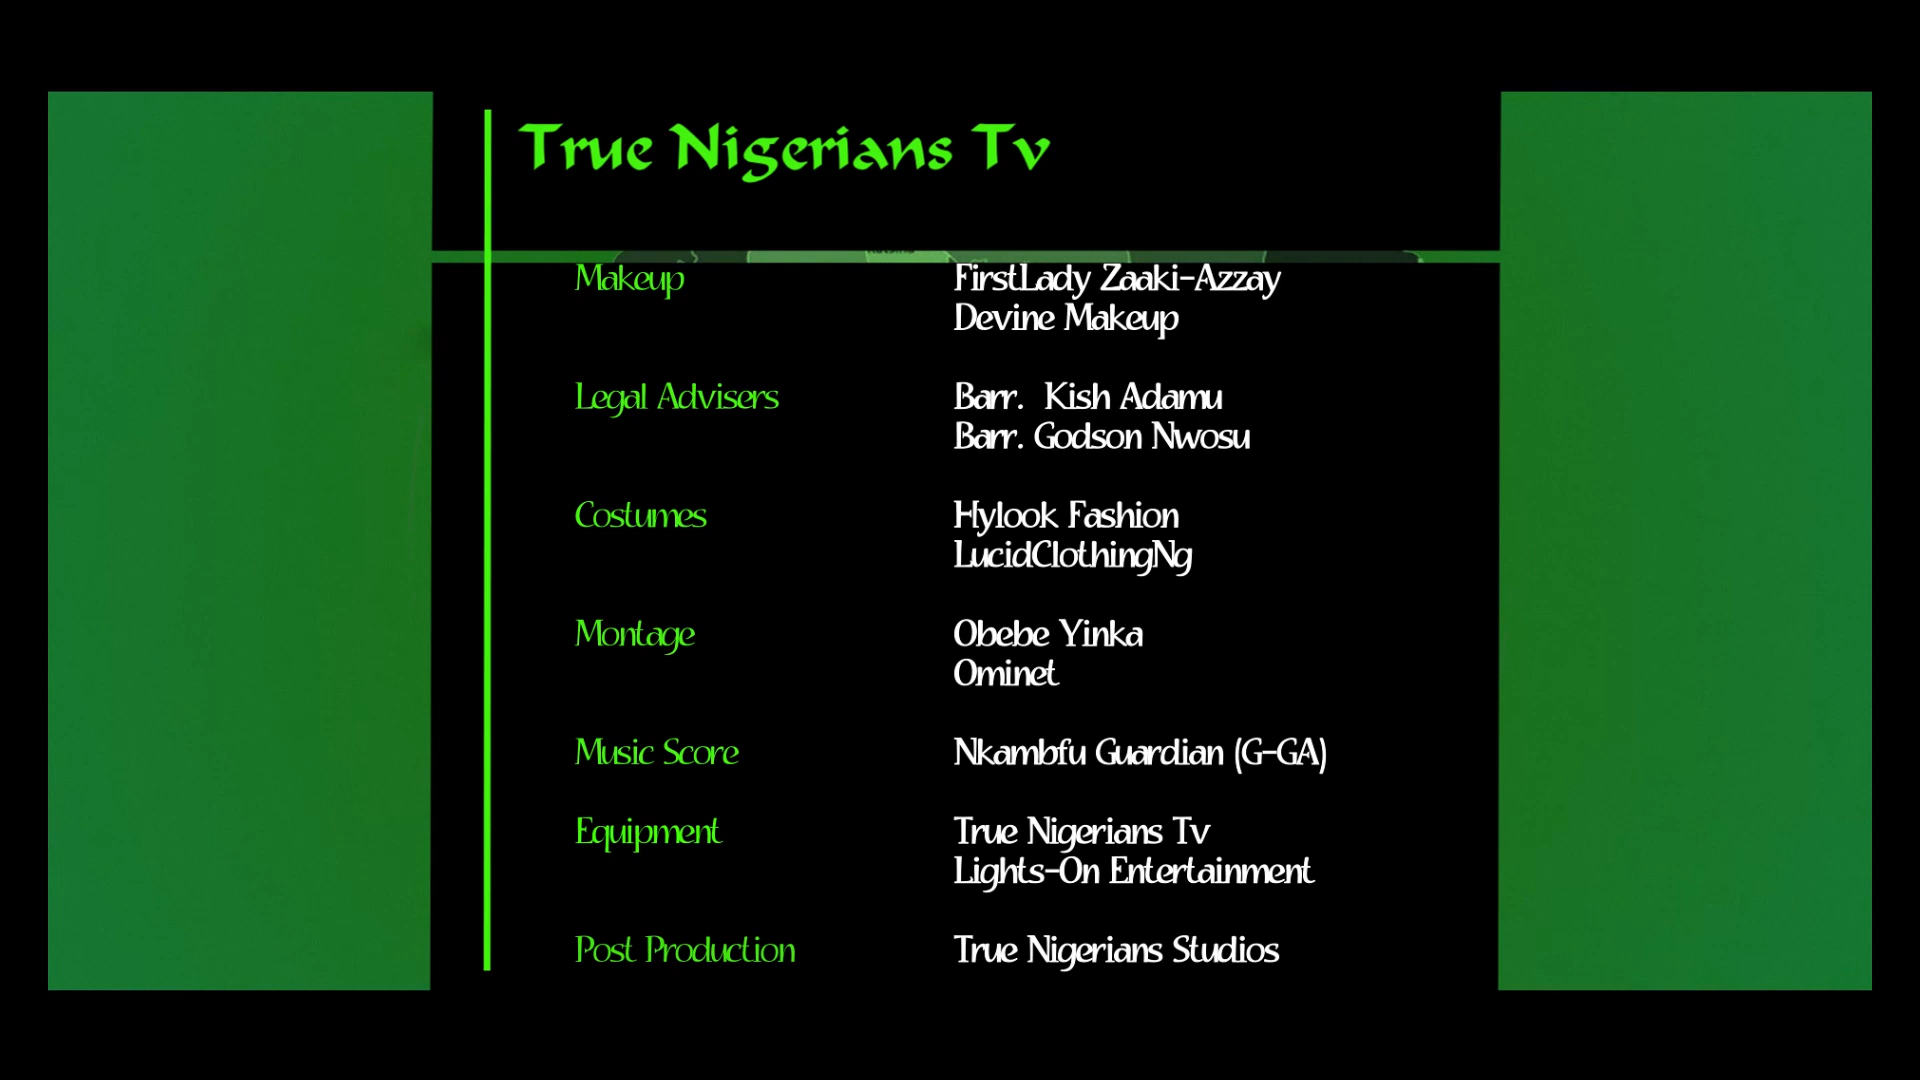 True Nigerians Tv
Makeup FirstLady Zaaki-Azzay
Devine Makeup
Legal Advisers Barr. Kish Adamu
Barr. Godson Nwosu
Costumes Hylook Fashion
LucidClothingNg
Montage Obebe Yinka
Ominet
Music Score Nkambfu Guardian (G-GA)
Equipment True Nigerians Tv
Lights-On Entertainment
Post Production True Nigerians Studios